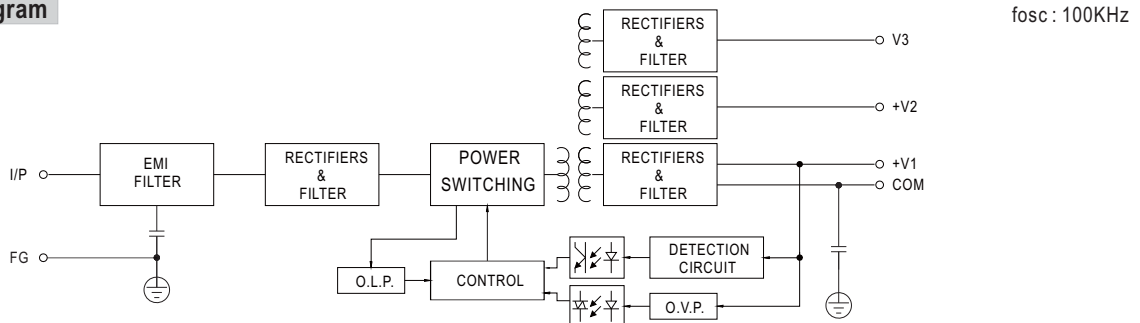 gram
fosc : 100KHz
RECTIFIERS
&
FILTER
V3
RECTIFIERS
&
FILTER
+V2
I/P
EMI
FILTER
RECTIFIERS
&
FILTER
POWER
SWITCHING
RECTIFIERS
&
FILTER
+V1
COM
FG
O.L.P.
CONTROL
DETECTION
CIRCUIT
O.V.P.